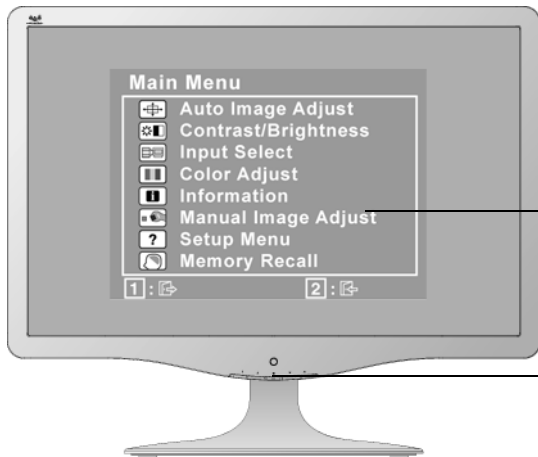 Main Menu
Auto Image Adjust
Contrast/Brightness
Input Select
Color Adjust
Information
Manual Image Adjust
? Setup Menu
Memory Recall
1 : 2 :